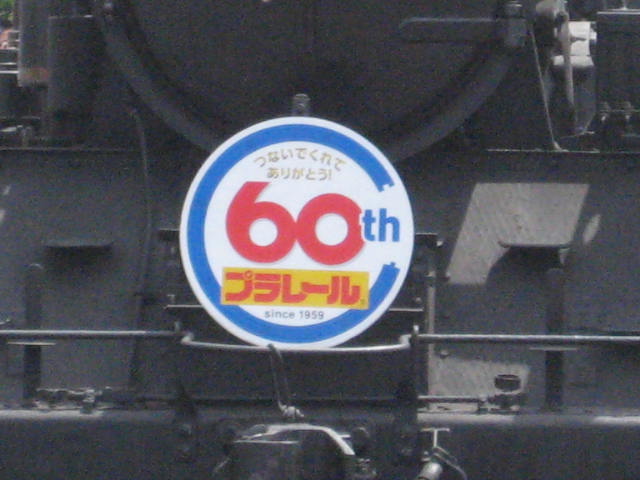 つないでくれて
ありがとう!
60th
プラレール
since 1959